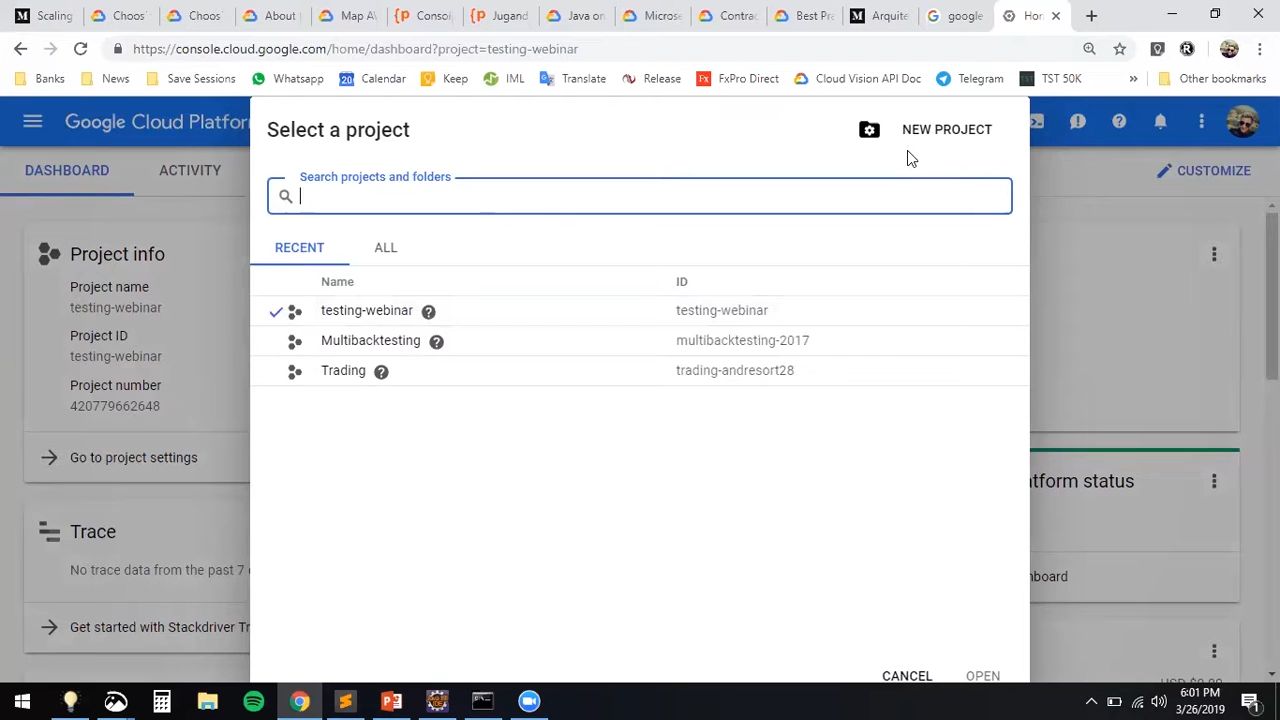 Scaling
Choos
Choos
About
Map A
Consol
Jugand
Java on
Micros
Contrac
Best Pr
Arquite
google
Hor
https://console.cloud.google.com/home/dashboard?project=testing-webinar
Banks
News
Save Sessions
Whatsapp
Calendar
Keep
IML
Translate
Release
FxPro Direct
Cloud Vision API Doc
Telegram
TST 50K
»
Other bookmarks
Google Cloud Platfor
DASHBOARD
ACTIVITY
CUSTOMIZE
Select a project
NEW PROJECT
Search projects and folders
RECENT
ALL
Name
ID
testing-webinar
testing-webinar
Multibacktesting
multibacktesting-2017
Trading
trading-andresort28
CANCEL
OPEN
Project info
Project name
testing-webinar
Project ID
testing-webinar
Project number
420779662648
Go to project settings
Trace
No trace data from the past 7
Get started with Stackdriver Tr
tform status
board
6:01 PM
3/26/2019